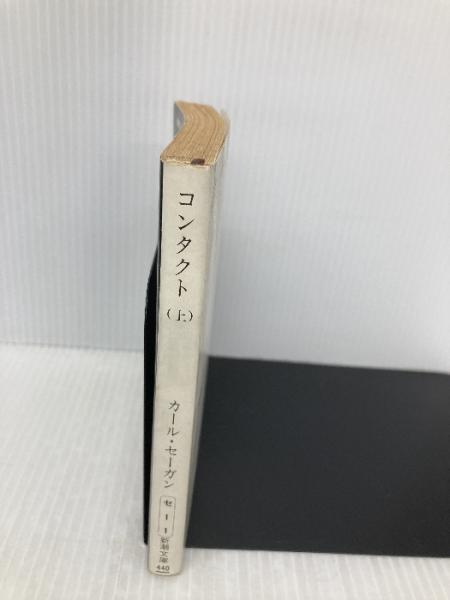 コンタクト(上)
カール・セーガン
セ 1 1
新潮文庫
440